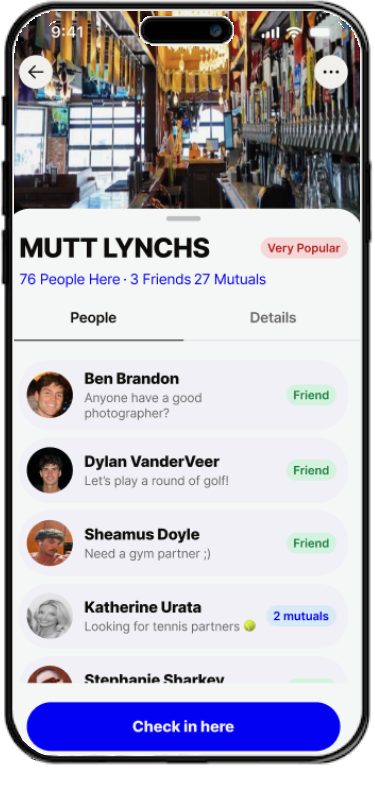 9:41
MUTT LYNCHS
Very Popular
76 People Here · 3 Friends 27 Mutuals
People
Details
Ben Brandon
Anyone have a good
photographer?
Friend
Dylan VanderVeer
Let's play a round of golf!
Friend
Sheamus Doyle
Need a gym partner ;)
Friend
Katherine Urata
Looking for tennis partners 🎾
2 mutuals
Stephanie Sharkey
Check in here